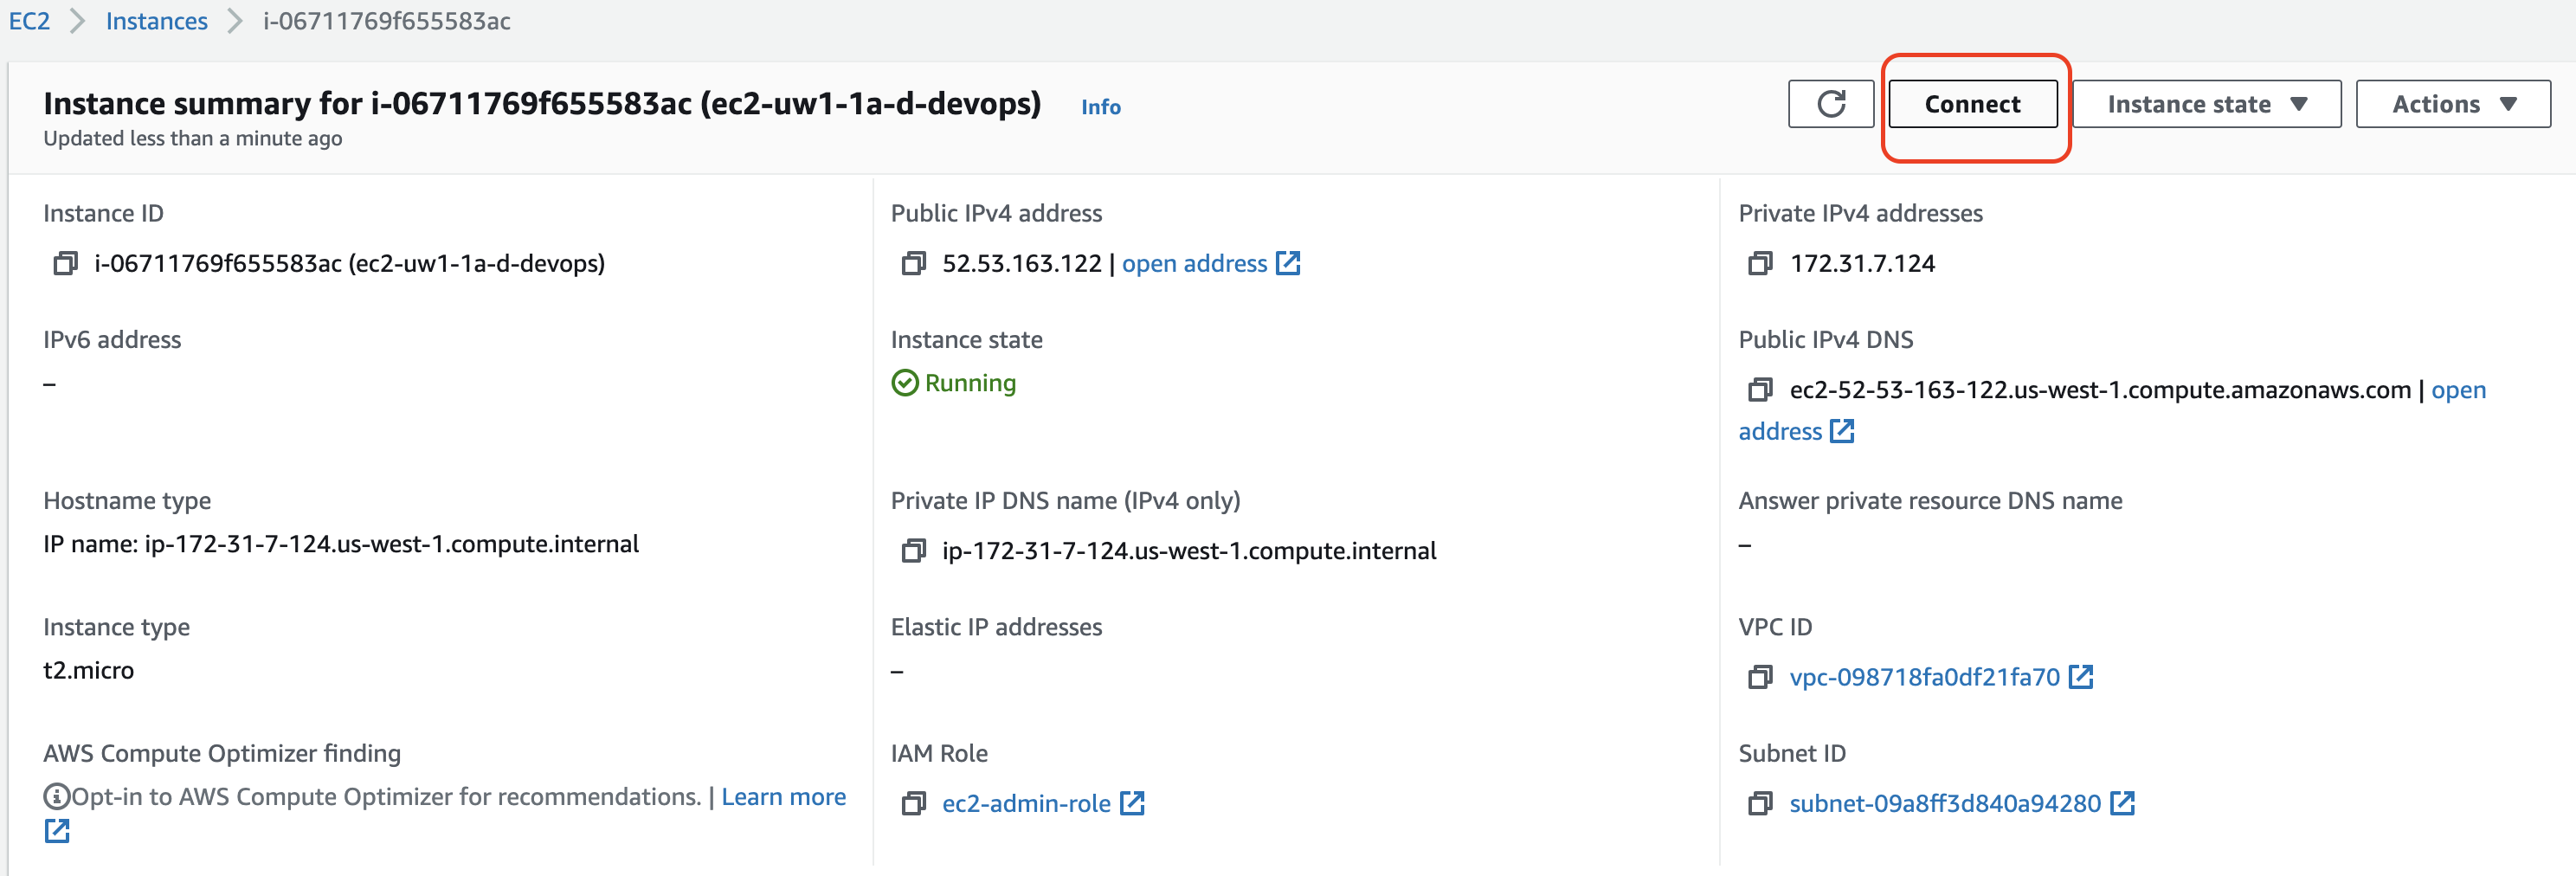 EC2 Instances i-06711769f655583ac
Instance summary for i-06711769f655583ac (ec2-uw1-1a-d-devops) Info
Updated less than a minute ago
Connect
Instance state
Actions
Instance ID
i-06711769f655583ac (ec2-uw1-1a-d-devops)
Public IPv4 address
52.53.163.122 | open address
Private IPv4 addresses
172.31.7.124
IPv6 address
–
Instance state
Running
Public IPv4 DNS
ec2-52-53-163-122.us-west-1.compute.amazonaws.com | open
address
Hostname type
IP name: ip-172-31-7-124.us-west-1.compute.internal
Private IP DNS name (IPv4 only)
ip-172-31-7-124.us-west-1.compute.internal
Answer private resource DNS name
–
Instance type
t2.micro
Elastic IP addresses
–
VPC ID
vpc-098718fa0df21fa70
AWS Compute Optimizer finding
Opt-in to AWS Compute Optimizer for recommendations. | Learn more
IAM Role
ec2-admin-role
Subnet ID
subnet-09a8ff3d840a94280